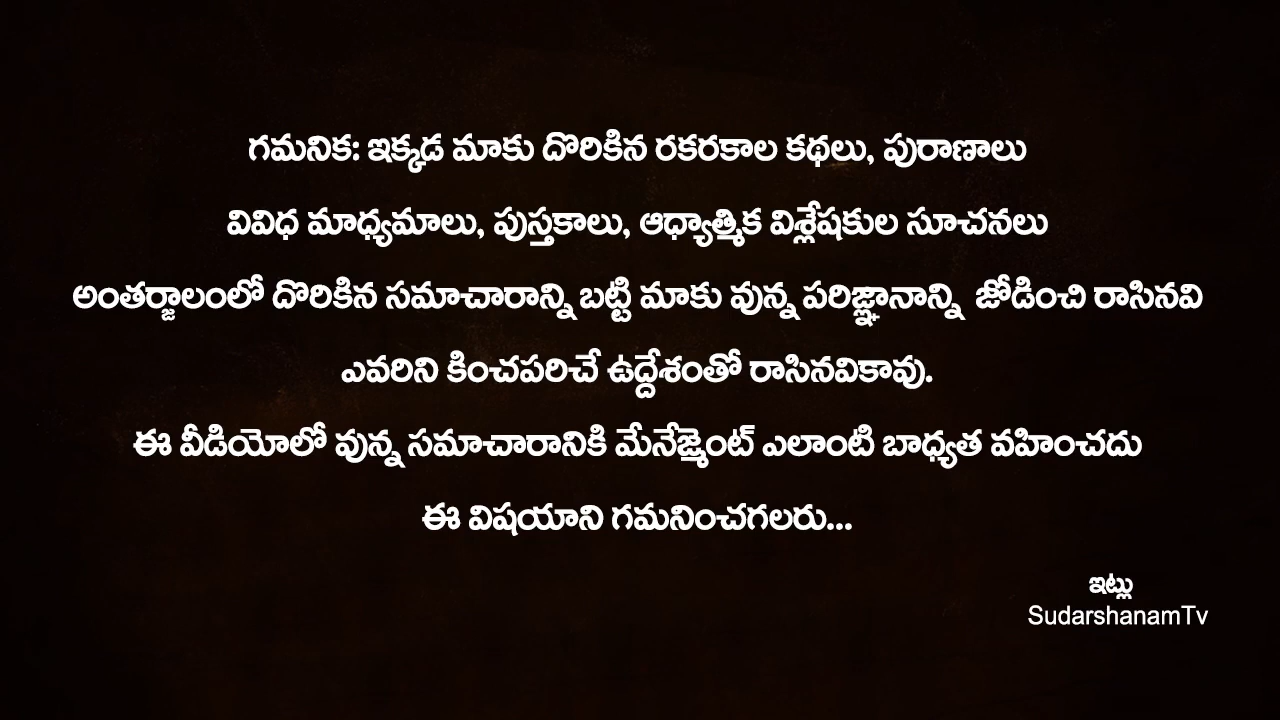 గమనిక: ఇక్కడ మాకు దొరికిన రకరకాల కథలు, పురాణాలు
వివిధ మాధ్యమాలు, పుస్తకాలు, ఆధ్యాత్మిక విశ్లేషకుల సూచనలు
అంతర్జాలంలో దొరికిన సమాచారాన్ని బట్టి మాకు వున్న పరిజ్ఞానాన్ని జోడించి రాసినవి
ఎవరిని కించపరిచే ఉద్దేశంతో రాసినవికావు.
ఈ వీడియోలో వున్న సమాచారానికి మేనేజ్మెంట్ ఎలాంటి బాధ్యత వహించదు
ఈ విషయాని గమనించగలరు...
ఇట్లు
SudarshanamTv